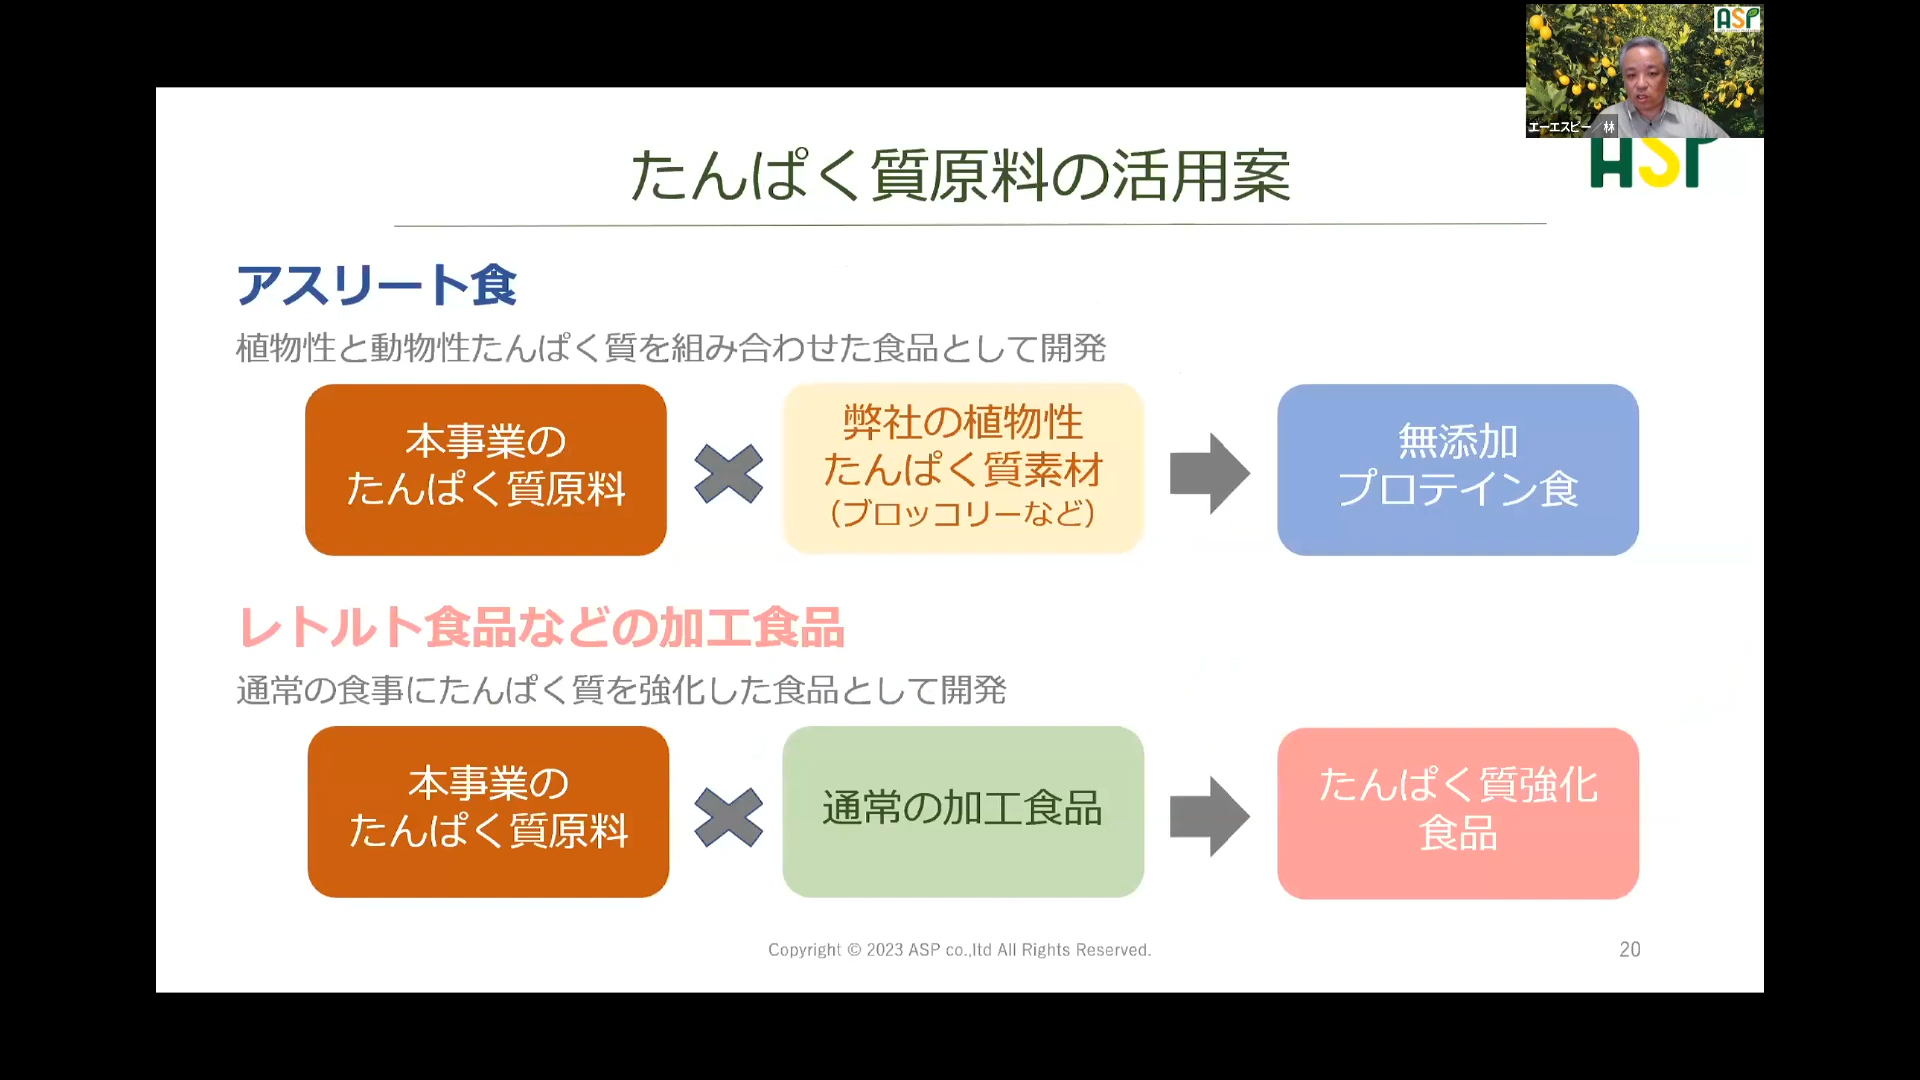 ASP
エーエスピー／林
たんぱく質原料の活用案
ASP
アスリート食
植物性と動物性たんぱく質を組み合わせた食品として開発
本事業の
たんぱく質原料
弊社の植物性
たんぱく質素材
（ブロッコリーなど）
無添加
プロテイン食
レトルト食品などの加工食品
通常の食事にたんぱく質を強化した食品として開発
本事業の
たんぱく質原料
通常の加工食品
たんぱく質強化
食品
Copyright © 2023 ASP co.,ltd All Rights Reserved.
20